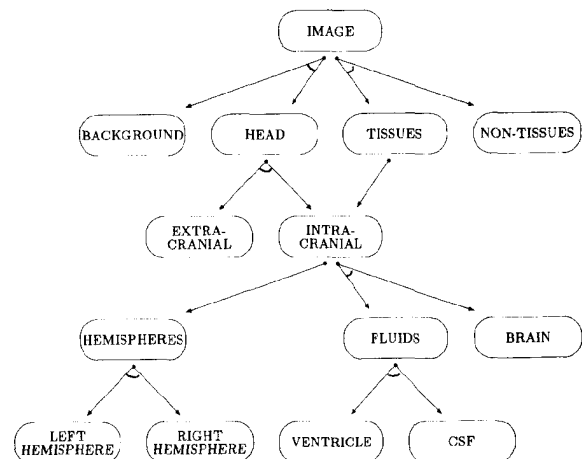 IMAGE
BACKGROUND
HEAD
TISSUES
NON-TISSUES
EXTRA-
CRANIAL
INTRA-
CRANIAL
HEMISPHERES
FLUIDS
BRAIN
LEFT
HEMISPHERE
RIGHT
HEMISPHERE
VENTRICLE
CSF